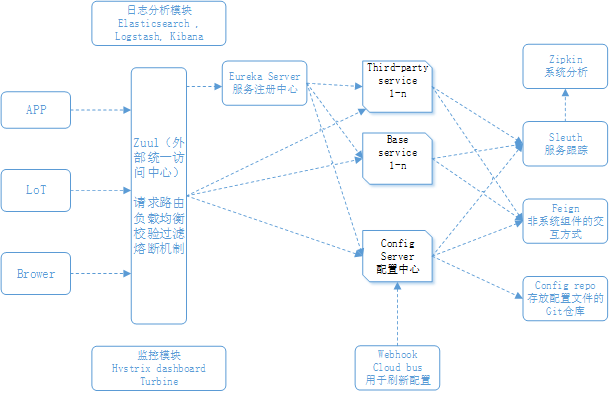 日志分析模块
Elasticsearch ,
Logstash, Kibana
APP
LoT
Brower
Zuul（外
部统一访
问中心）
请求路由
负载均衡
校验过滤
熔断机制
Eureka Server
服务注册中心
Third-party
service
1-n
Base
service
1-n
Config
Server
配置中心
Zipkin
系统分析
Sleuth
服务跟踪
Feign
非系统组件的交
互方式
Config repo
存放配置文件的
Git仓库
监控模块
Hystrix dashboard
Turbine
Webhook
Cloud bus
用于刷新配置